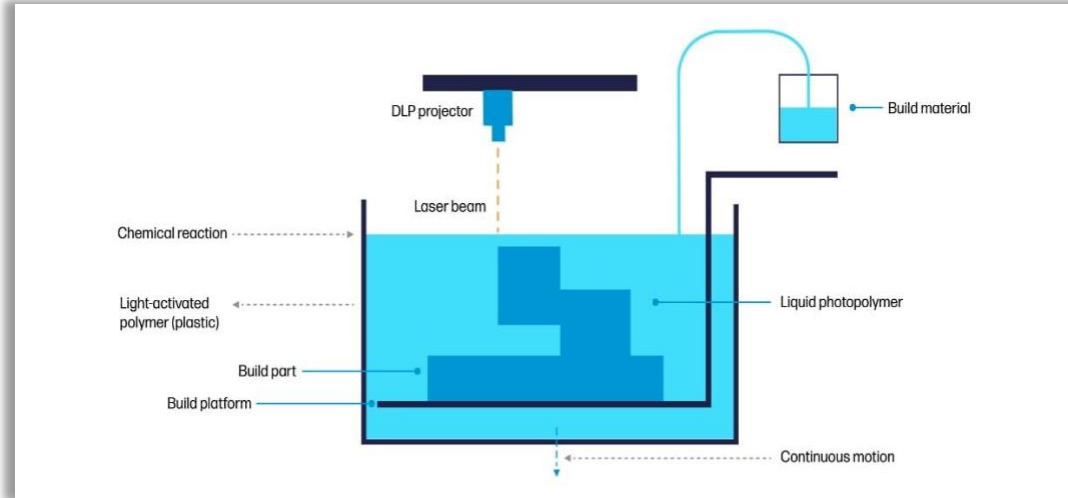 DLP projector
Build material
Laser beam
Chemical reaction
Light-activated
polymer (plastic)
Liquid photopolymer
Build part
Build platform
Continuous motion